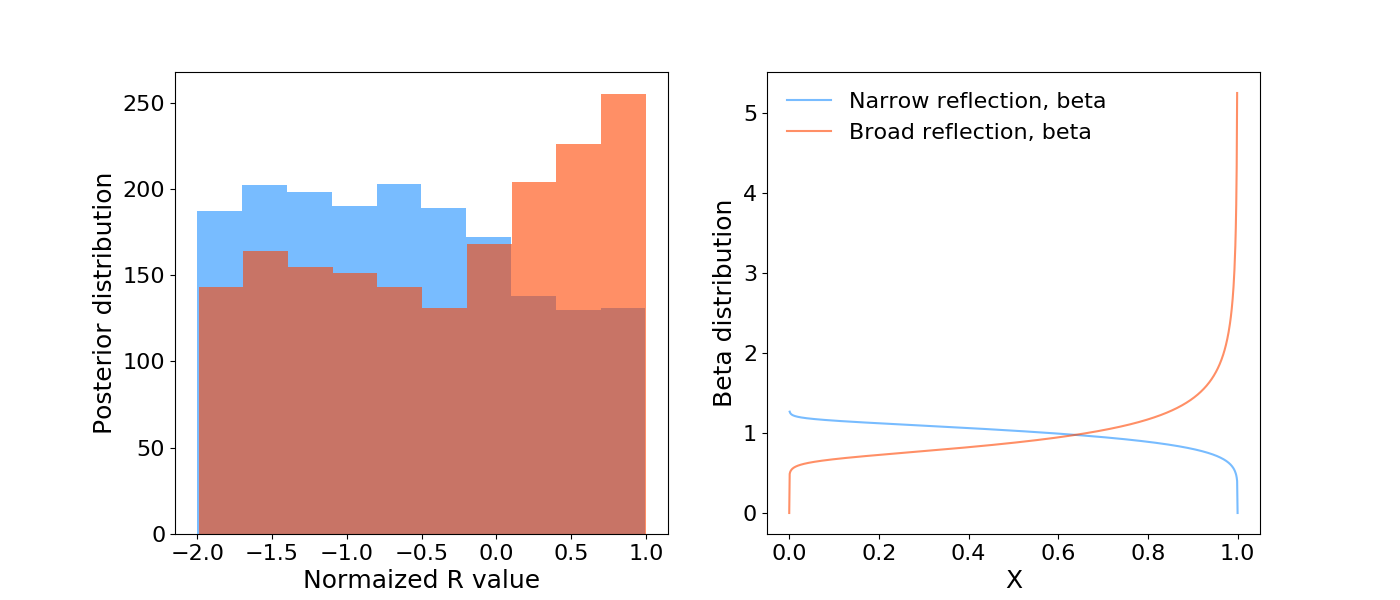 Posterior distribution
250
200
150
100
50
0
−2.0 −1.5 −1.0 −0.5 0.0 0.5 1.0
Normaized R value
Beta distribution
5
4
3
2
1
0
Narrow reflection, beta
Broad reflection, beta
0.0 0.2 0.4 0.6 0.8 1.0
X